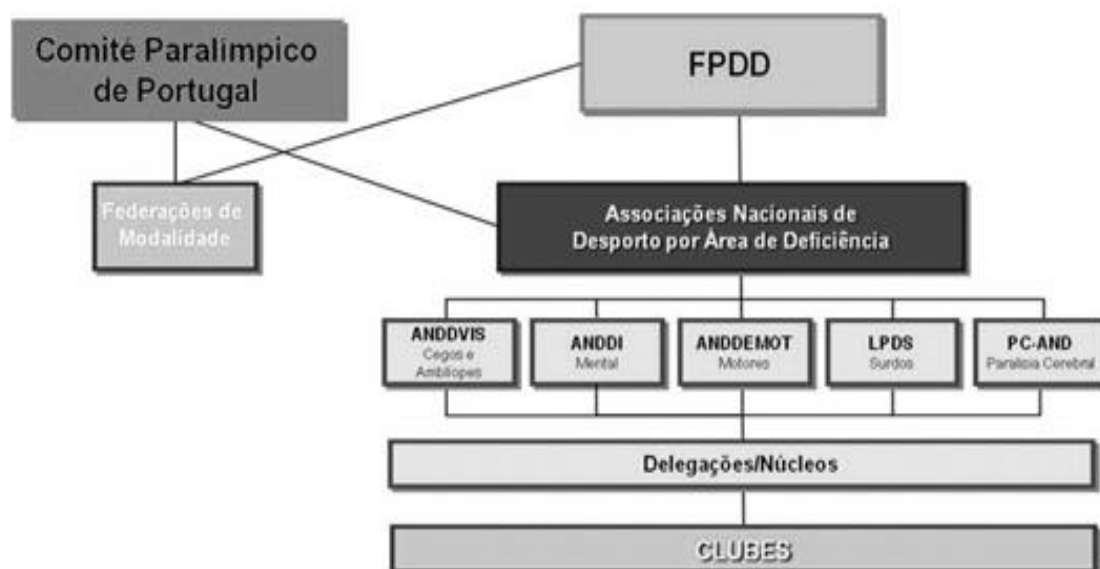 Comité Paralímpico
de Portugal
FPDD
Federações de
Modalidade
Associações Nacionais de
Desporto por Área de Deficiência
ANDDVIS
Cegos e
Amblíopes
ANDDI
Mental
ANDDEMOT
Motores
LPDS
Surdos
PC-AND
Paralisia Cerebral
Delegações/Núcleos
CLUBES